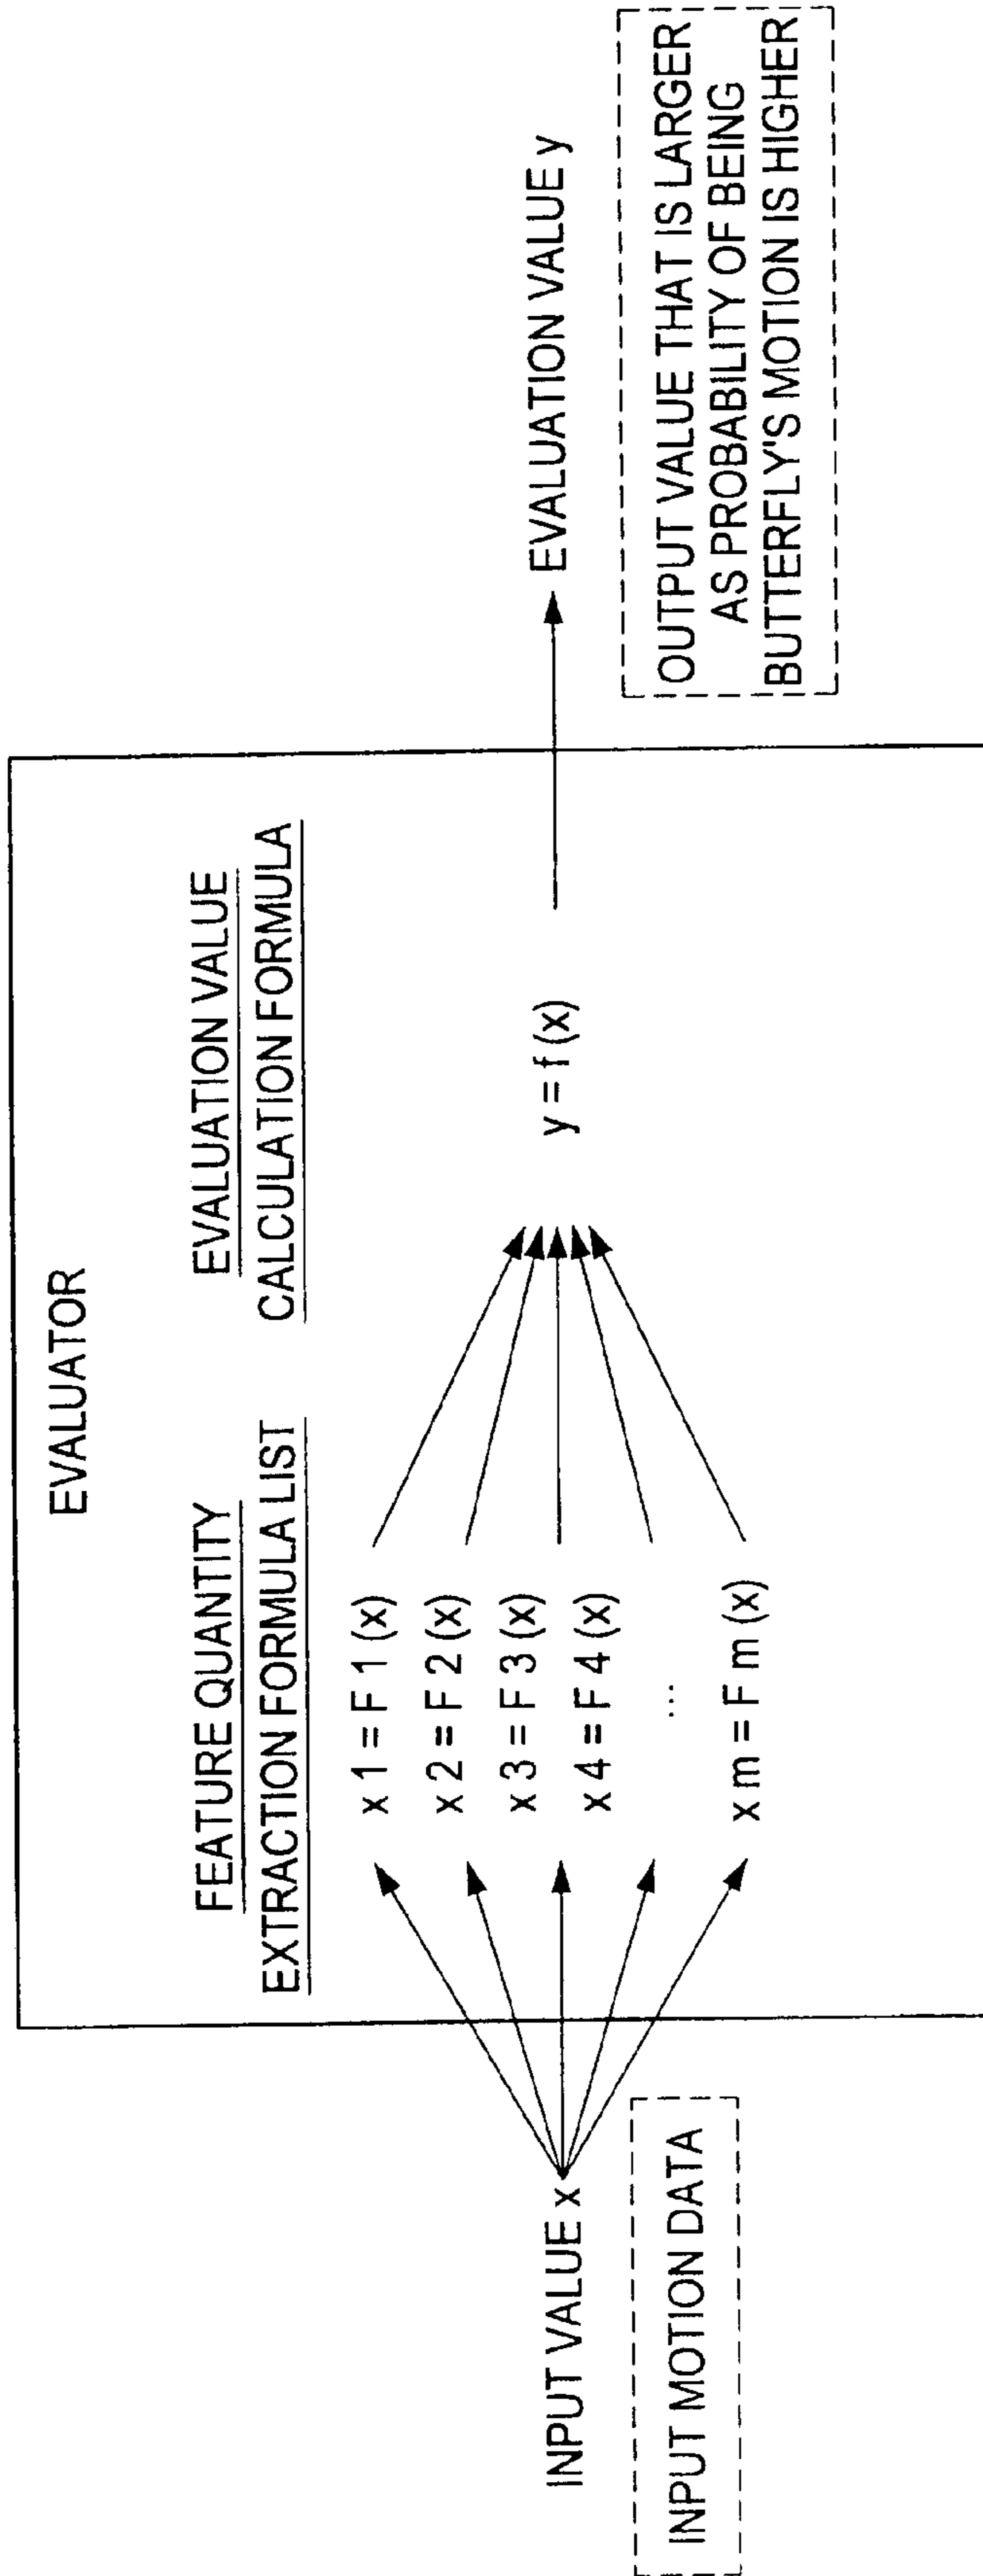 EVALUATOR
FEATURE QUANTITY
EXTRACTION FORMULA LIST
EVALUATION VALUE
CALCULATION FORMULA
INPUT VALUE x
INPUT MOTION DATA
x 1 = F 1 (x)
x 2 = F 2 (x)
x 3 = F 3 (x)
x 4 = F 4 (x)
...
x m = F m (x)
y = f (x)
EVALUATION VALUE y
OUTPUT VALUE THAT IS LARGER
AS PROBABILITY OF BEING
BUTTERFLY'S MOTION IS HIGHER